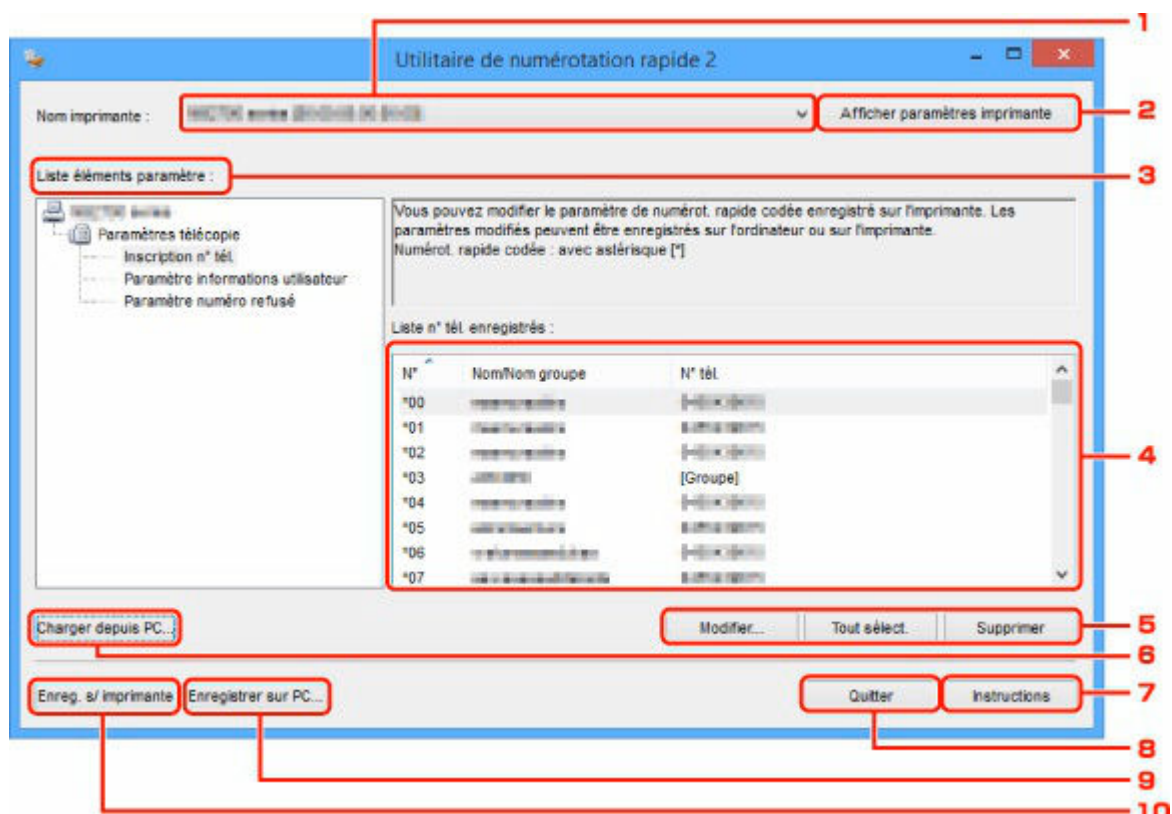 1
Utilitaire de numérotation rapide 2
Nom imprimante :
Afficher paramètres imprimante
2
Liste éléments paramètre :
3
Paramètres télécopie
Inscription n° tél.
Paramètre informations utilisateur
Paramètre numéro refusé
Vous pouvez modifier le paramètre de numérot. rapide codée enregistré sur l'imprimante. Les
paramètres modifiés peuvent être enregistrés sur l'ordinateur ou sur l'imprimante.
Numérot. rapide codée : avec astérisque [*]
Liste n° tél. enregistrés :
N° Nom/Nom groupe N° tél.
*00
*01
*02
*03 [Groupe]
*04
*05
*06
*07
4
Charger depuis PC...
Modifier... Tout sélect. Supprimer
5
6
Enreg. s/ imprimante Enregistrer sur PC... Quitter Instructions
7
8
9
10